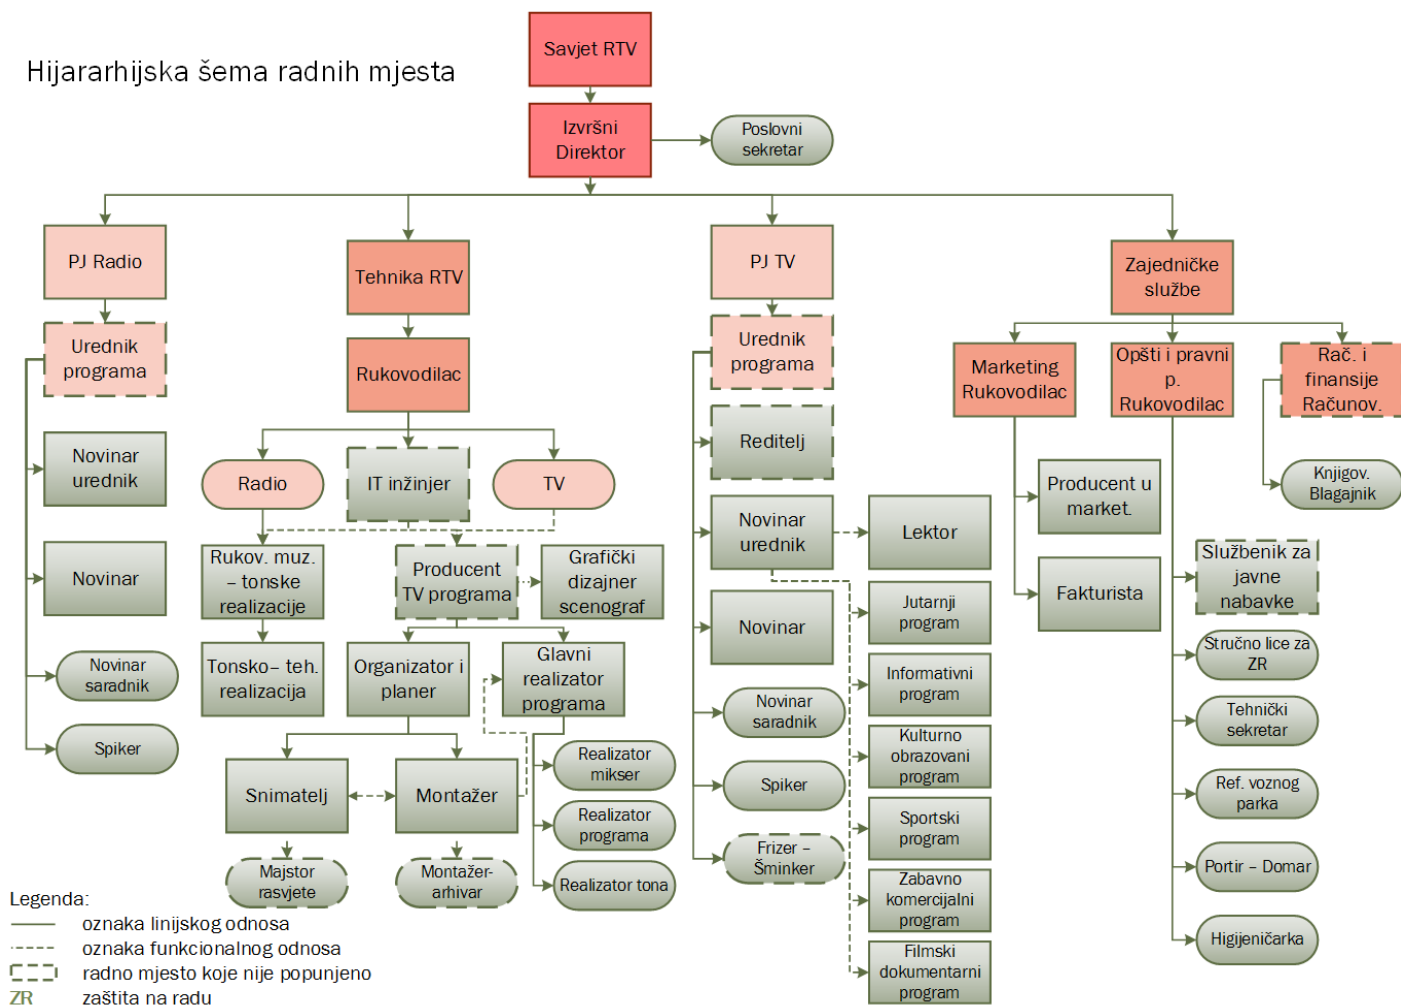 Hijararhijska šema radnih mjesta
Savjet RTV
Izvršni
Direktor
Poslovni
sekretar
PJ Radio
Urednik
programa
Novinar
urednik
Novinar
Novinar
saradnik
Spiker
Tehnika RTV
Rukovodilac
Radio
IT inžinjer
TV
Rukov. muz.
– tonske
realizacije
Producent
TV programa
Grafički
dizajner
scenograf
Tonsko– teh.
realizacija
Organizator i
planer
Glavni
realizator
programa
Snimatelj
Montažer
Realizator
mikser
Realizator
programa
Realizator tona
Majstor
rasvjete
Montažer-
arhivar
PJ TV
Urednik
programa
Reditelj
Novinar
urednik
Lektor
Novinar
Novinar
saradnik
Spiker
Frizer –
Šminker
Jutarnji
program
Informativni
program
Kulturno
obrazovani
program
Sportski
program
Zabavno
komercijalni
program
Filmski
dokumentarni
program
Zajedničke
službe
Marketing
Rukovodilac
Opšti i pravni
p.
Rukovodilac
Rač. i
finansije
Računov.
Producent u
market.
Fakturista
Knjigov.
Blagajnik
Službenik za
javne
nabavke
Stručno lice za
ZR
Tehnički
sekretar
Ref. voznog
parka
Portir – Domar
Higijeničarka
Legenda:
oznaka linijskog odnosa
oznaka funkcionalnog odnosa
radno mjesto koje nije popunjeno
ZR zaštita na radu